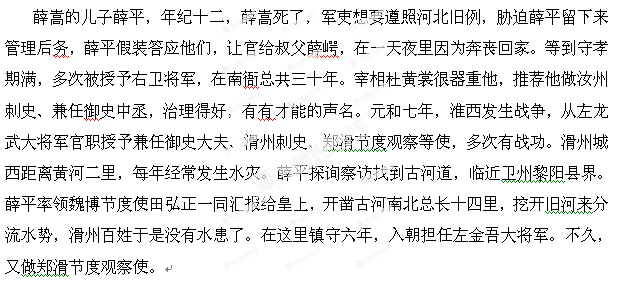 薛嵩的儿子薛平，年纪十二，薛嵩死了，军吏想要遵照河北旧例，胁迫薛平留下来
管理后务，薛平假装答应他们，让官给叔父薛崿，在一天夜里因为奔丧回家。等到守孝
期满，多次被授予右卫将军，在南衙总共三十年。宰相杜黄裳很器重他，推荐他做汝州
刺史、兼任御史中丞，治理得好，有有才能的声名。元和七年，淮西发生战争，从左龙
武大将军官职授予兼任御史大夫、滑州刺史、郑滑节度观察等使，多次有战功。滑州城
西距离黄河二里，每年经常发生水灾。薛平探询察访找到古河道，临近卫州黎阳县界。
薛平率领魏博节度使田弘正一同汇报给皇上，开凿古河南北总长十四里，挖开旧河来分
流水势，滑州百姓于是没有水患了。在这里镇守六年，入朝担任左金吾大将军。不久，
又做郑滑节度观察使。